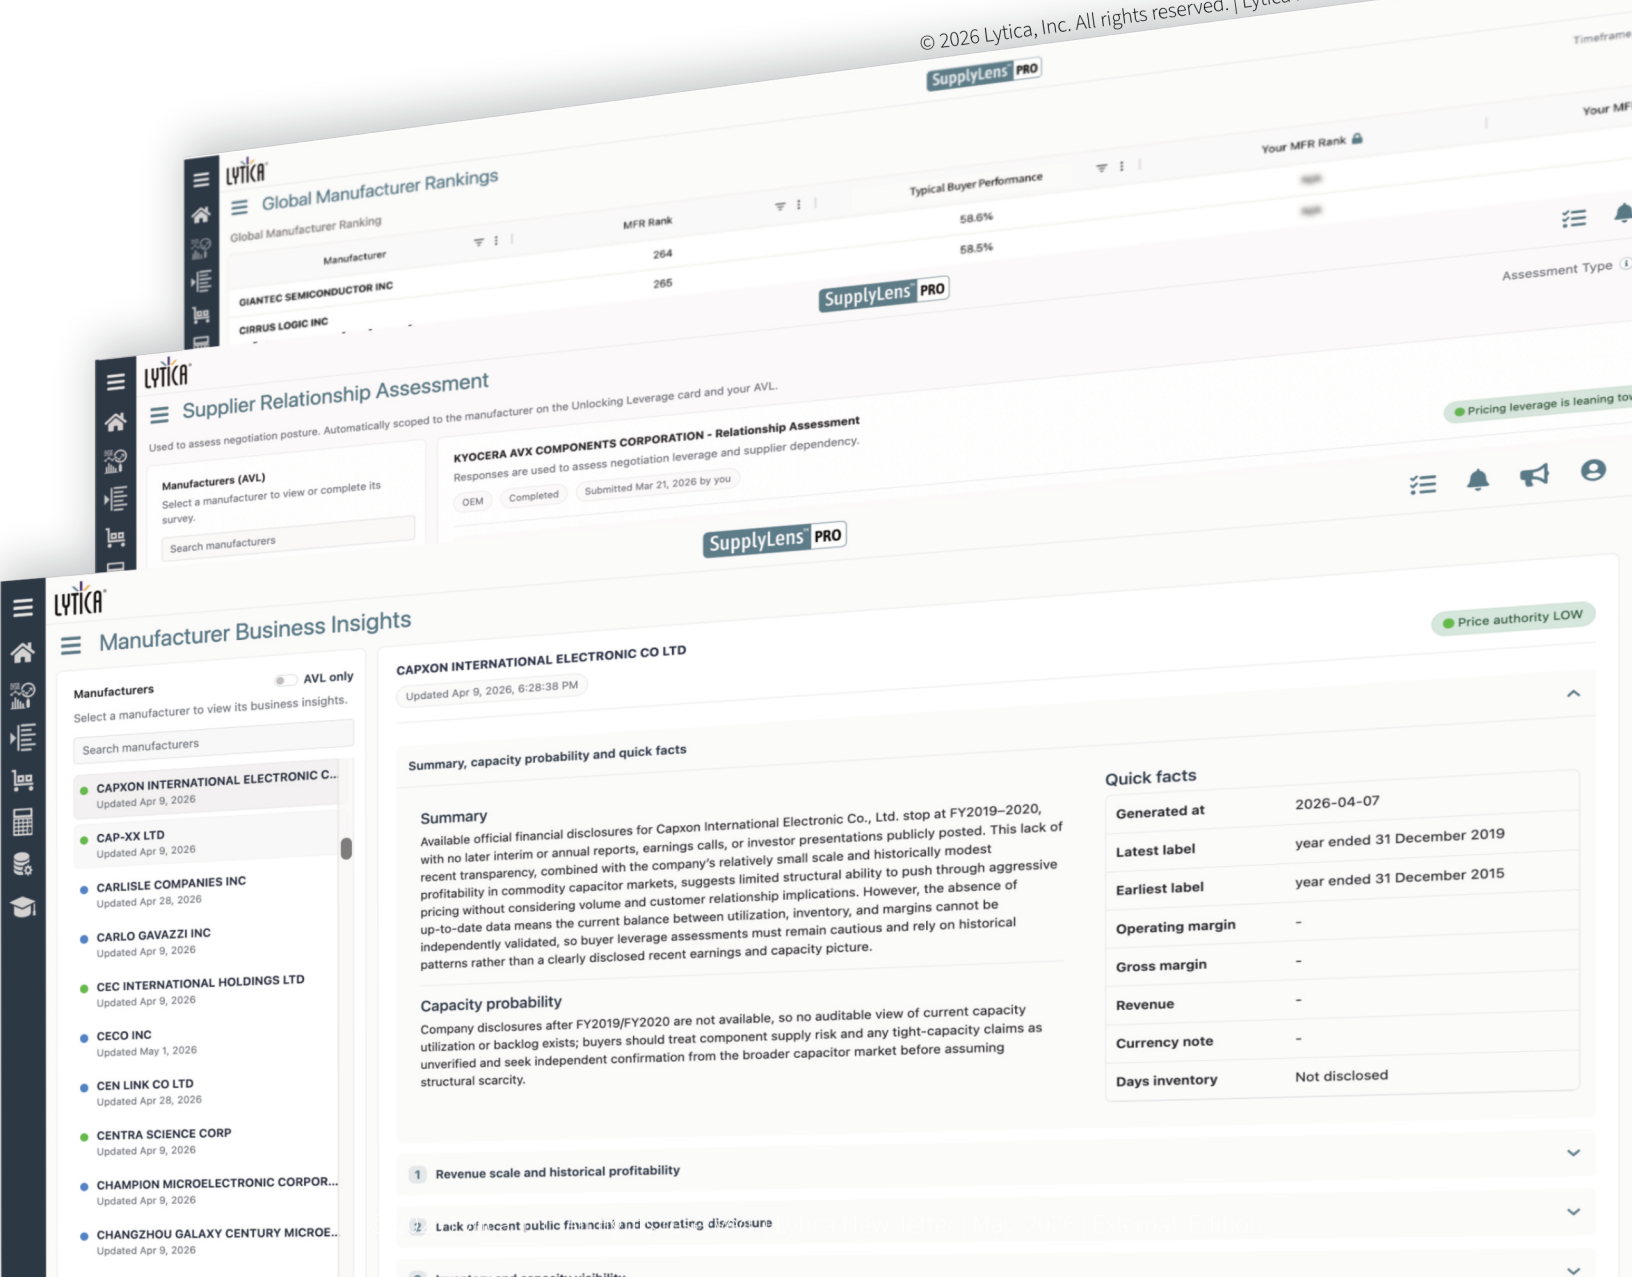 © 2026 Lytica, Inc. All rights reserved. | Lytica
SupplyLens™ PRO
Timeframe
LYTICA®
Global Manufacturer Rankings
Global Manufacturer Ranking
Manufacturer
MFR Rank
Typical Buyer Performance
Your MFR Rank
Your MFR
GIANTEC SEMICONDUCTOR INC
264
58.6%
CIRRUS LOGIC INC
265
58.5%
SupplyLens™ PRO
Assessment Type
LYTICA®
Supplier Relationship Assessment
Used to assess negotiation posture. Automatically scoped to the manufacturer on the Unlocking Leverage card and your AVL.
Pricing leverage is leaning
Manufacturers (AVL)
Select a manufacturer to view or complete its
survey.
Search manufacturers
KYOCERA AVX COMPONENTS CORPORATION - Relationship Assessment
Responses are used to assess negotiation leverage and supplier dependency.
OEM
Completed
Submitted Mar 21, 2026 by you
SupplyLens™ PRO
LYTICA®
Manufacturer Business Insights
Manufacturers
AVL only
Select a manufacturer to view its business insights.
Search manufacturers
CAPXON INTERNATIONAL ELECTRONIC C...
Updated Apr 9, 2026
CAP-XX LTD
Updated Apr 9, 2026
CARLISLE COMPANIES INC
Updated Apr 28, 2026
CARLO GAVAZZI INC
Updated Apr 9, 2026
CEC INTERNATIONAL HOLDINGS LTD
Updated Apr 9, 2026
CECO INC
Updated May 1, 2026
CEN LINK CO LTD
Updated Apr 28, 2026
CENTRA SCIENCE CORP
Updated Apr 9, 2026
CHAMPION MICROELECTRONIC CORPOR...
Updated Apr 9, 2026
CHANGZHOU GALAXY CENTURY MICROE...
Updated Apr 9, 2026
CAPXON INTERNATIONAL ELECTRONIC CO LTD
Updated Apr 9, 2026, 6:28:38 PM
Price authority LOW
Summary, capacity probability and quick facts
Summary
Available official financial disclosures for Capxon International Electronic Co., Ltd. stop at FY2019–2020,
with no later interim or annual reports, earnings calls, or investor presentations publicly posted. This lack of
recent transparency, combined with the company's relatively small scale and historically modest
profitability in commodity capacitor markets, suggests limited structural ability to push through aggressive
pricing without considering volume and customer relationship implications. However, the absence of
up-to-date data means the current balance between utilization, inventory, and margins cannot be
independently validated, so buyer leverage assessments must remain cautious and rely on historical
patterns rather than a clearly disclosed recent earnings and capacity picture.
Capacity probability
Company disclosures after FY2019/FY2020 are not available, so no auditable view of current capacity
utilization or backlog exists; buyers should treat component supply risk and any tight-capacity claims as
unverified and seek independent confirmation from the broader capacitor market before assuming
structural scarcity.
Quick facts
Generated at 2026-04-07
Latest label year ended 31 December 2019
Earliest label year ended 31 December 2015
Operating margin -
Gross margin -
Revenue -
Currency note -
Days inventory Not disclosed
1 Revenue scale and historical profitability
2 Lack of recent public financial and operating disclosure